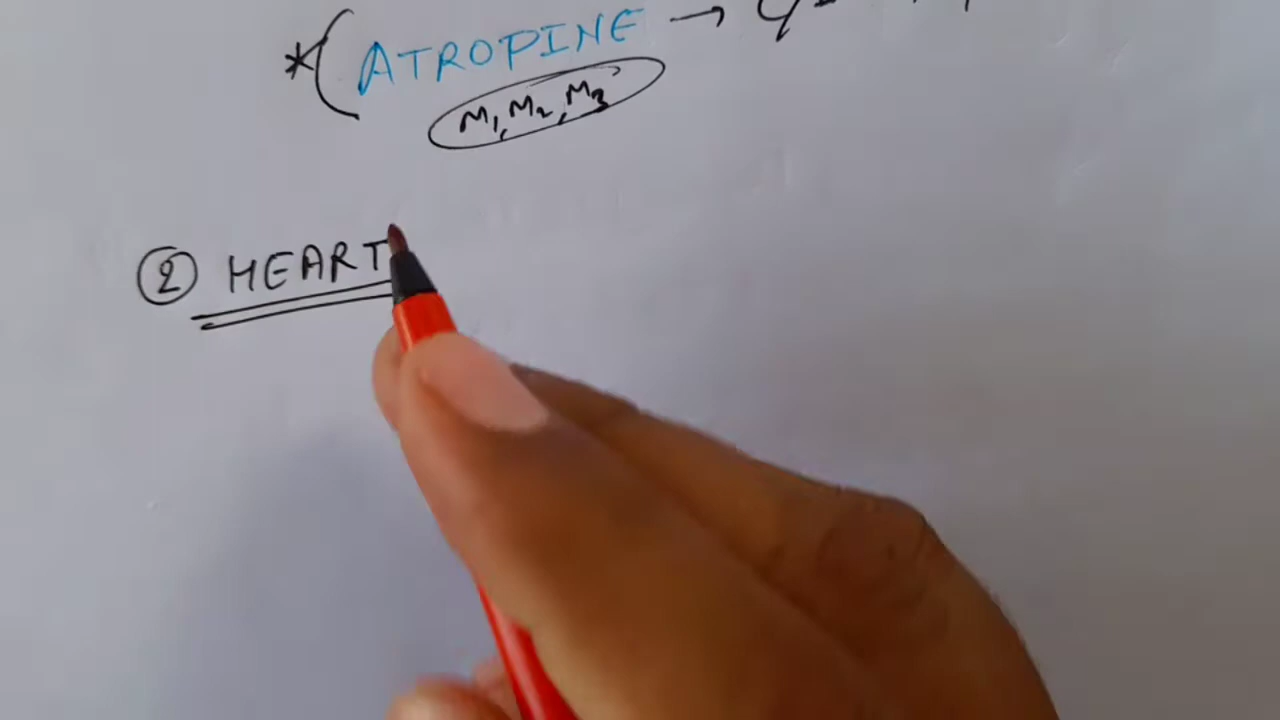 *( ATROPINE →
M1, M2, M3
② HEART